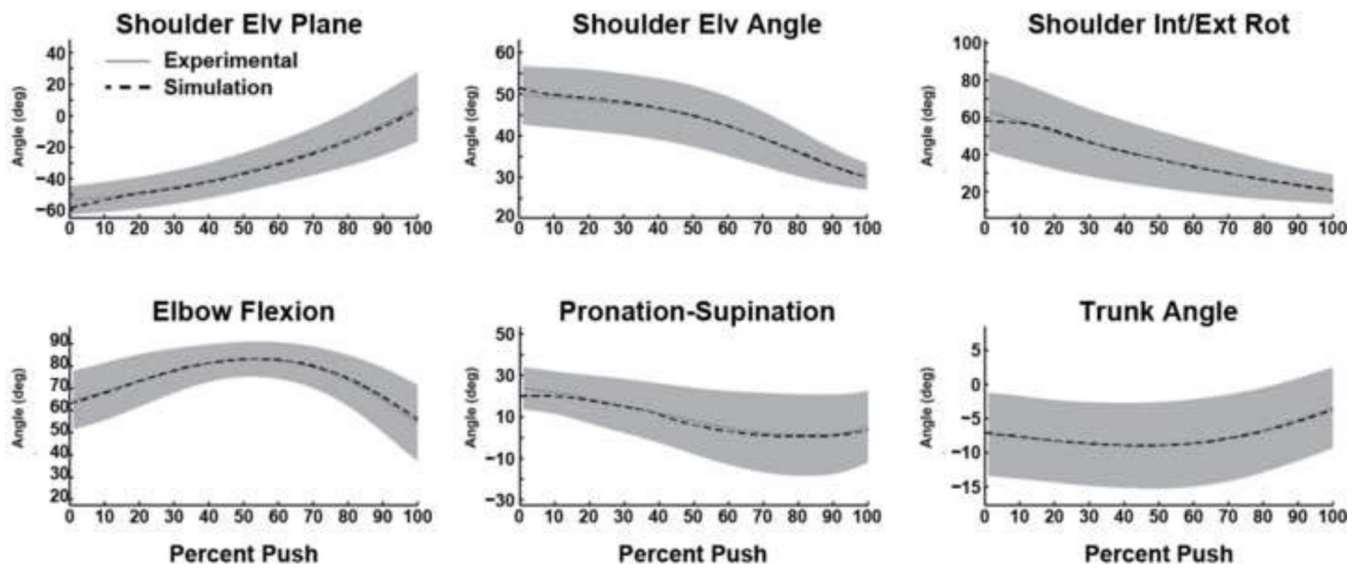 Shoulder Elv Plane
Shoulder Elv Angle
Shoulder Int/Ext Rot
Angle (deg)
40
20
0
−20
−40
−60
Experimental
Simulation
0 10 20 30 40 50 60 70 80 90 100
Angle (deg)
60
50
40
30
20
0 10 20 30 40 50 60 70 80 90 100
Angle (deg)
100
80
60
40
20
0 10 20 30 40 50 60 70 80 90 100
Elbow Flexion
Pronation-Supination
Trunk Angle
Angle (deg)
90
80
70
60
50
40
30
20
0 10 20 30 40 50 60 70 80 90 100
Percent Push
Angle (deg)
50
30
10
−10
−30
0 10 20 30 40 50 60 70 80 90 100
Percent Push
Angle (deg)
5
0
−5
−10
−15
0 10 20 30 40 50 60 70 80 90 100
Percent Push